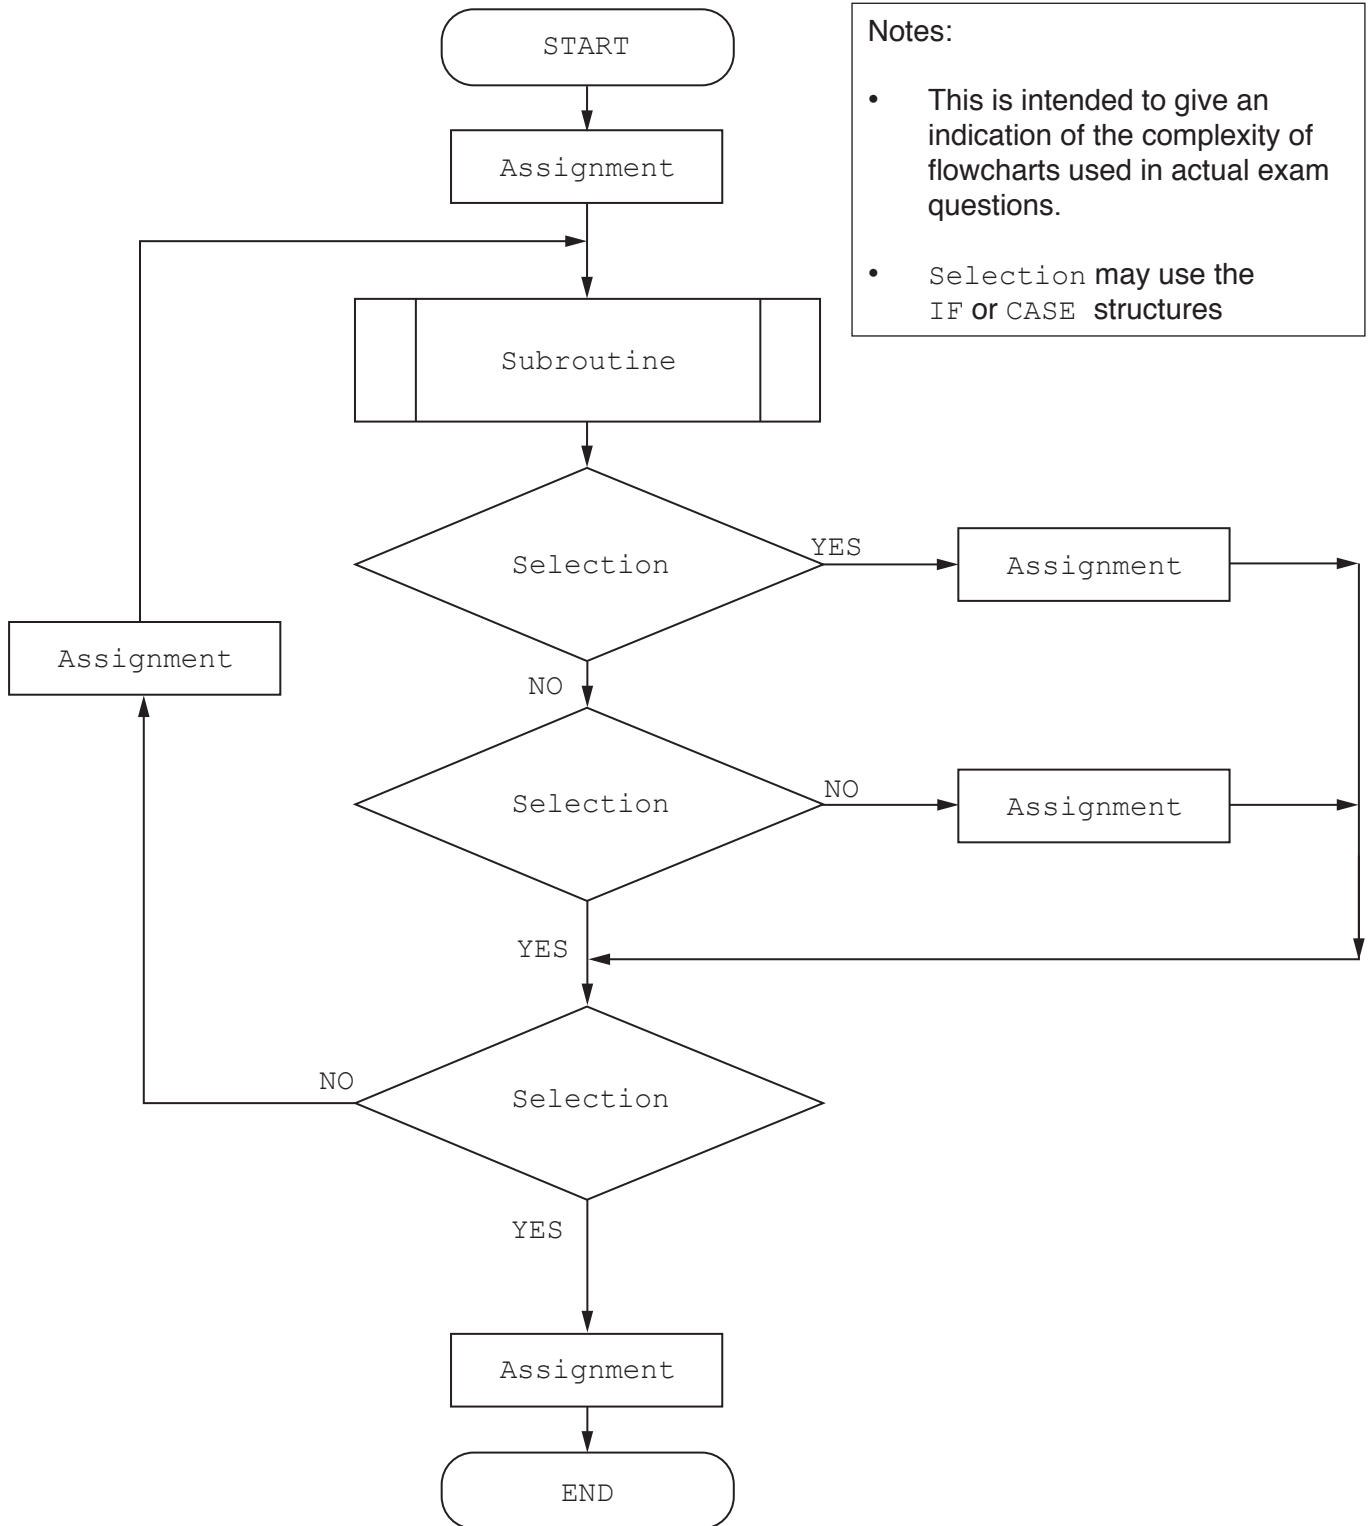 START
Notes:
• This is intended to give an
indication of the complexity of
flowcharts used in actual exam
questions.
• Selection may use the
IF or CASE structures
Assignment
Subroutine
Selection
YES
Assignment
Assignment
NO
Selection
NO
Assignment
YES
NO
Selection
YES
Assignment
END